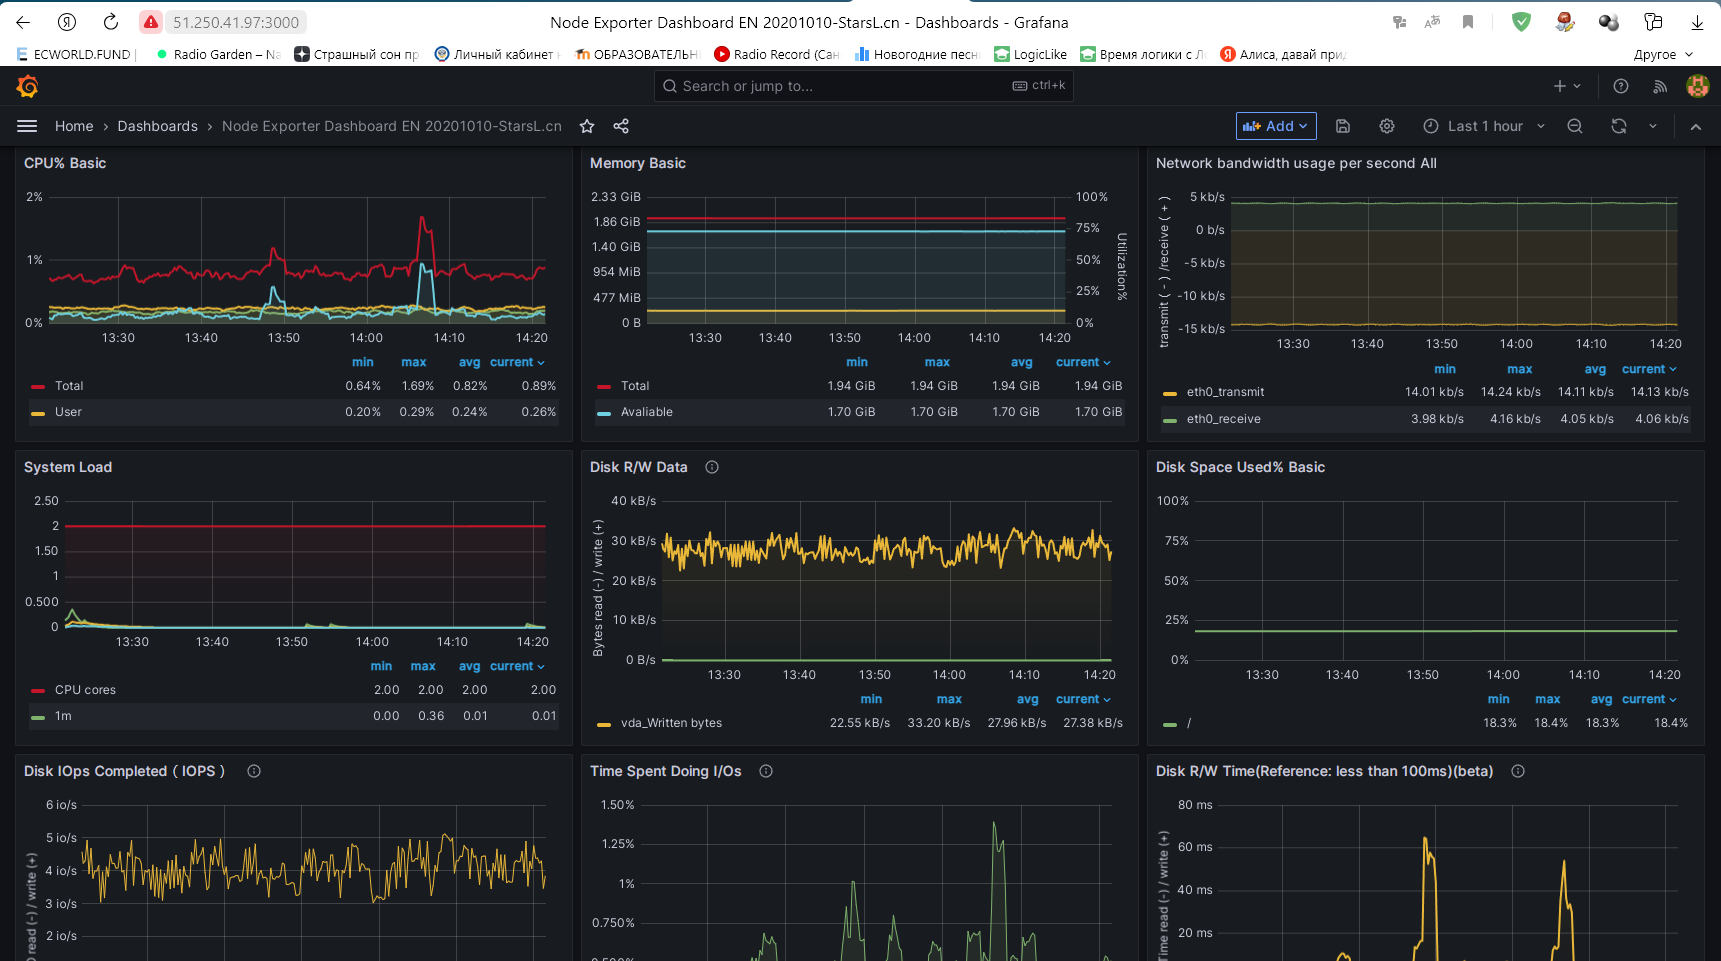 51.250.41.97:3000
Node Exporter Dashboard EN 20201010-StarsL.cn - Dashboards - Grafana
ECWORLD.FUND |
Radio Garden – Na
Страшный сон пр
Личный кабинет н
ОБРАЗОВАТЕЛЬН
Radio Record (Сан
Новогодние песн
LogicLike
Время логики с Ло
Алиса, давай прид
Другое
Search or jump to...
ctrl+k
Home › Dashboards › Node Exporter Dashboard EN 20201010-StarsL.cn
Add
Last 1 hour
CPU% Basic
2%
1%
0%
13:30 13:40 13:50 14:00 14:10 14:20
min max avg current
Total 0.64% 1.69% 0.82% 0.89%
User 0.20% 0.29% 0.24% 0.26%
Memory Basic
2.33 GiB
1.86 GiB
1.40 GiB
954 MiB
477 MiB
0 B
100%
75%
50%
25%
0%
Utilization%
13:30 13:40 13:50 14:00 14:10 14:20
min max avg current
Total 1.94 GiB 1.94 GiB 1.94 GiB 1.94 GiB
Avaliable 1.70 GiB 1.70 GiB 1.70 GiB 1.70 GiB
Network bandwidth usage per second All
transmit ( - ) /receive ( + )
5 kb/s
0 b/s
-5 kb/s
-10 kb/s
-15 kb/s
13:30 13:40 13:50 14:00 14:10 14:20
min max avg current
eth0_transmit 14.01 kb/s 14.24 kb/s 14.11 kb/s 14.13 kb/s
eth0_receive 3.98 kb/s 4.16 kb/s 4.05 kb/s 4.06 kb/s
System Load
2.50
2
1.50
1
0.500
0
13:30 13:40 13:50 14:00 14:10 14:20
min max avg current
CPU cores 2.00 2.00 2.00 2.00
1m 0.00 0.36 0.01 0.01
Disk R/W Data
Bytes read (-) / write (+)
40 kB/s
30 kB/s
20 kB/s
10 kB/s
0 B/s
13:30 13:40 13:50 14:00 14:10 14:20
min max avg current
vda_Written bytes 22.55 kB/s 33.20 kB/s 27.96 kB/s 27.38 kB/s
Disk Space Used% Basic
100%
75%
50%
25%
0%
13:30 13:40 13:50 14:00 14:10 14:20
min max avg current
/ 18.3% 18.4% 18.3% 18.4%
Disk IOps Completed ( IOPS )
read (-) / write (+)
6 io/s
5 io/s
4 io/s
3 io/s
2 io/s
Time Spent Doing I/Os
1.50%
1.25%
1%
0.750%
0.500%
Disk R/W Time(Reference: less than 100ms)(beta)
Time read (-) / write (+)
80 ms
60 ms
40 ms
20 ms